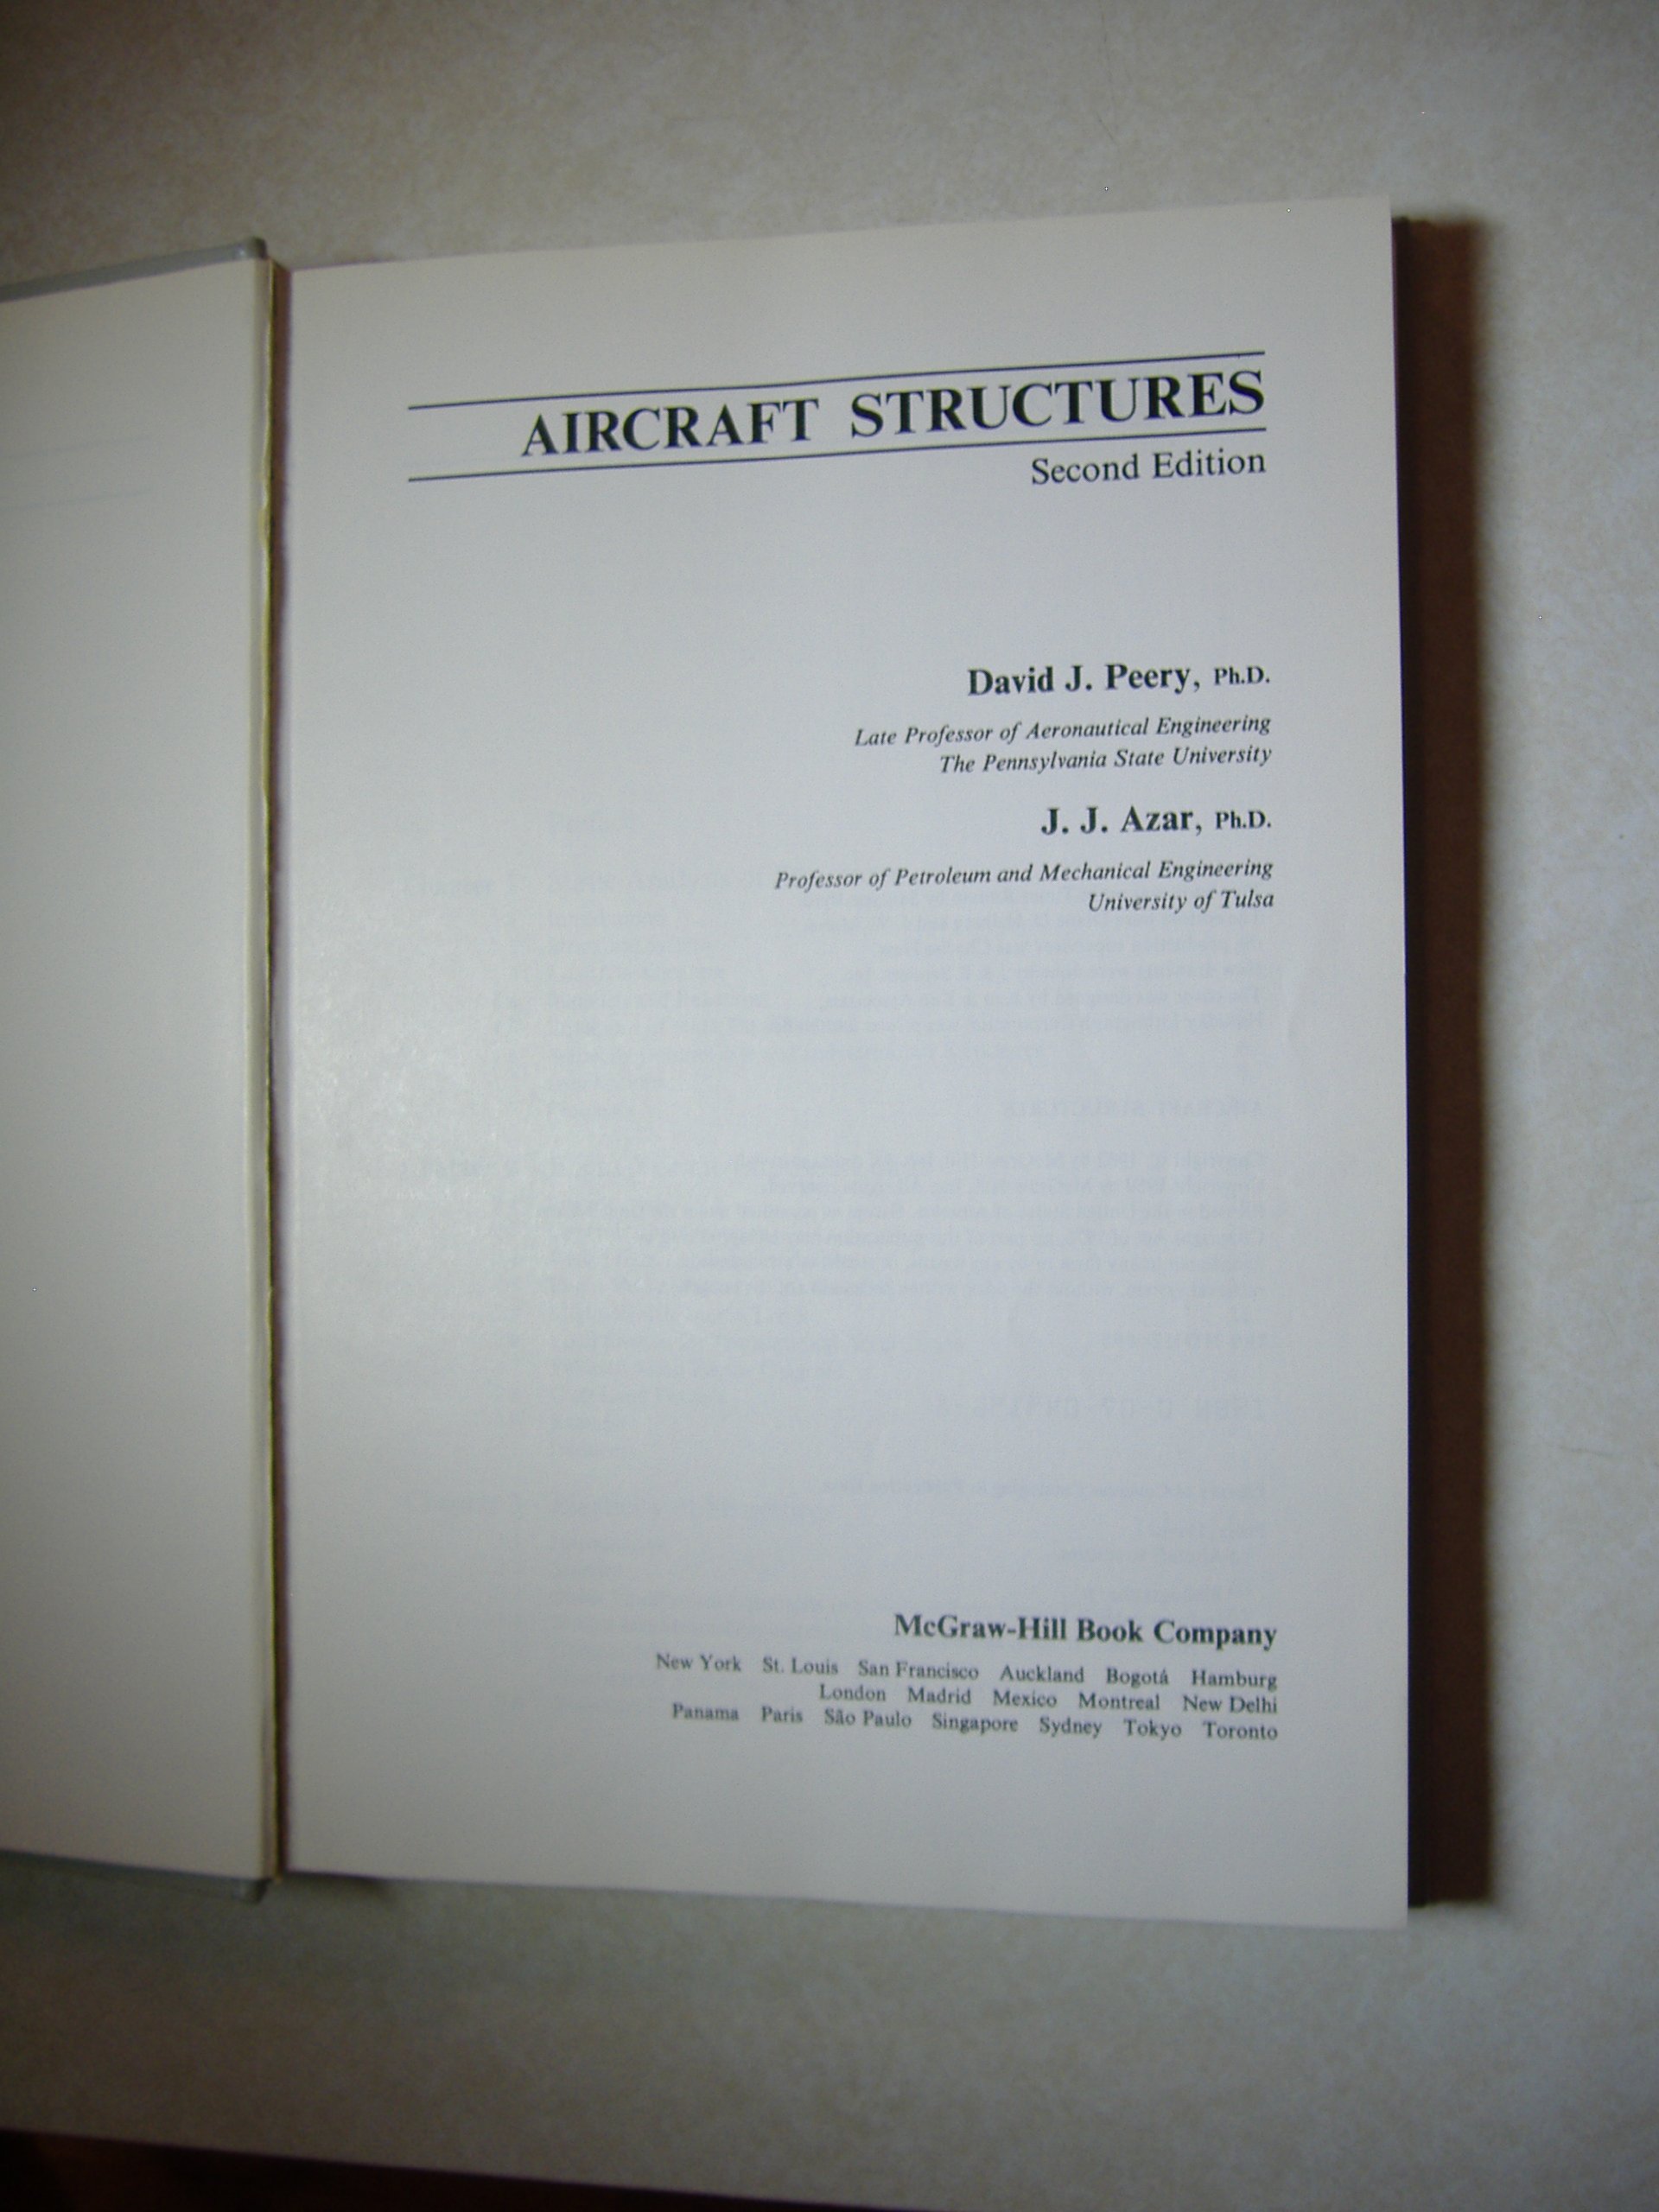 AIRCRAFT STRUCTURES
Second Edition
David J. Peery, Ph.D.
Late Professor of Aeronautical Engineering
The Pennsylvania State University
J. J. Azar, Ph.D.
Professor of Petroleum and Mechanical Engineering
University of Tulsa
McGraw-Hill Book Company
New York St. Louis San Francisco Auckland Bogotá Hamburg
London Madrid Mexico Montreal New Delhi
Panama Paris São Paulo Singapore Sydney Tokyo Toronto